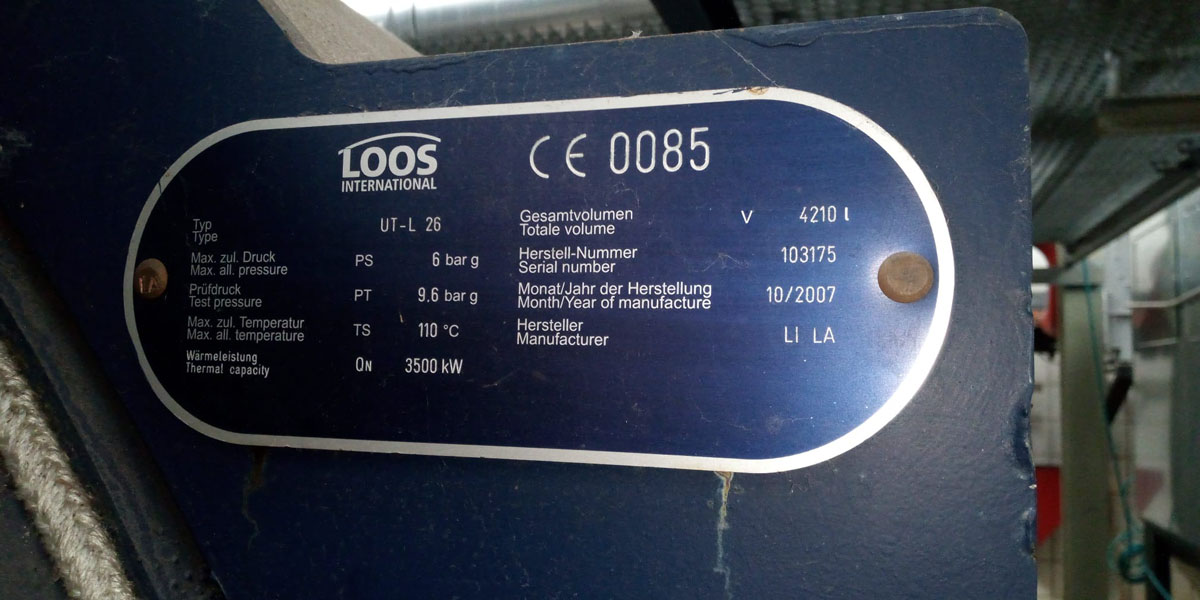 LOOS
INTERNATIONAL
CE 0085
Typ
Type
UT-L 26
Max. zul. Druck
Max. all. pressure
PS 6 bar g
Prüfdruck
Test pressure
PT 9.6 bar g
Max. zul. Temperatur
Max. all. temperature
TS 110 °C
Wärmeleistung
Thermal capacity
QN 3500 kW
Gesamtvolumen
Totale volume
V 4210 l
Herstell-Nummer
Serial number
103175
Monat/Jahr der Herstellung
Month/Year of manufacture
10/2007
Hersteller
Manufacturer
LI LA